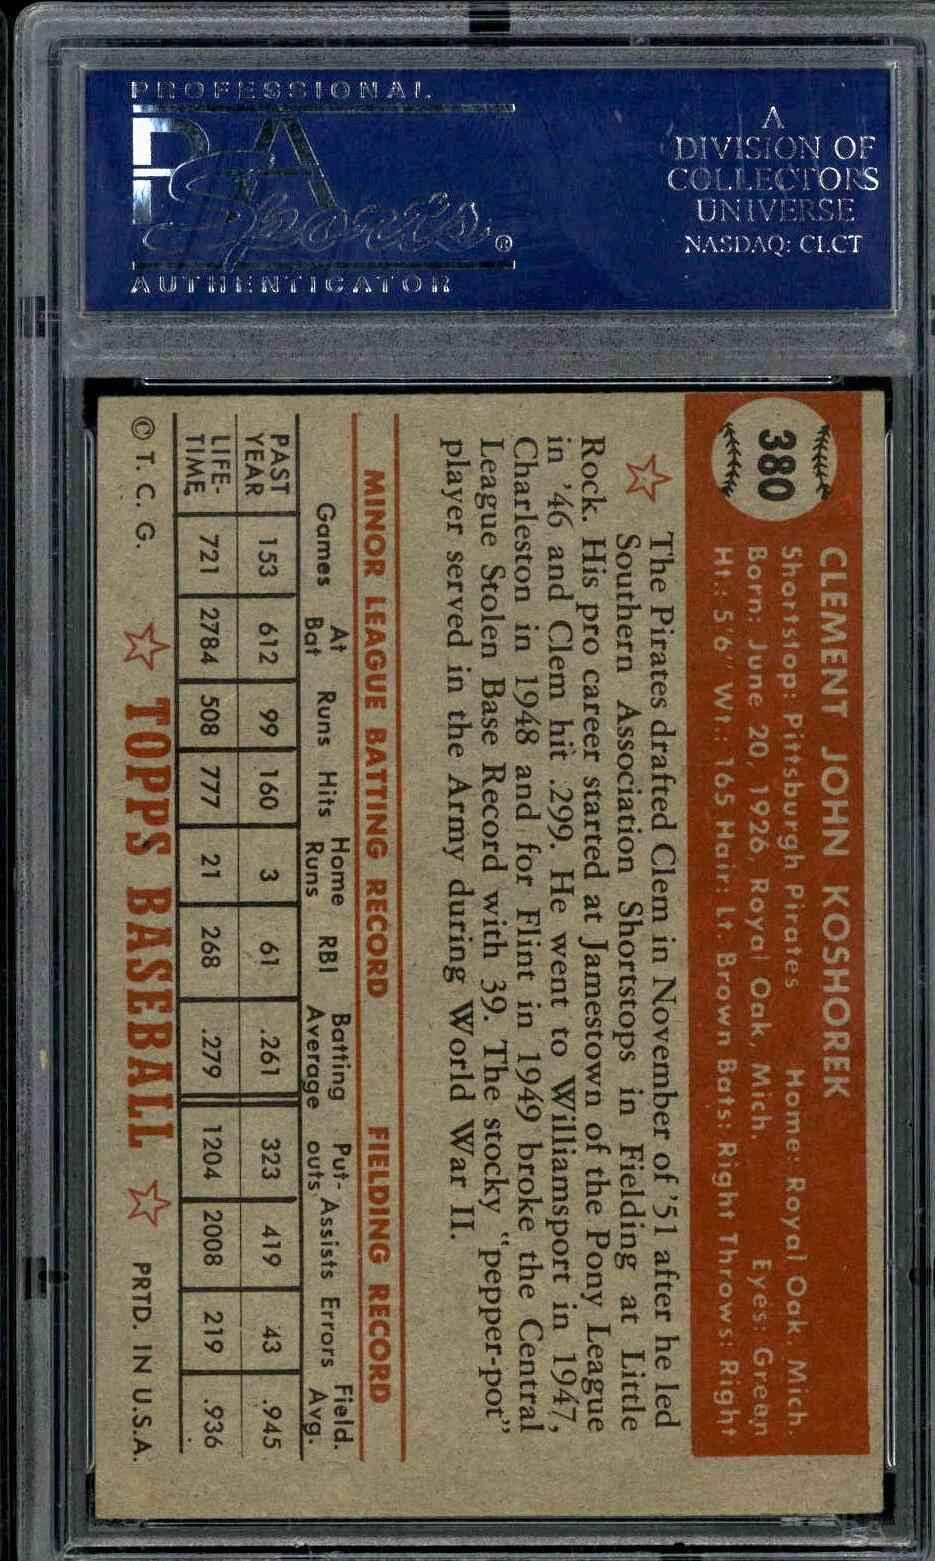 PROFESSIONAL
PSA
Sports®
AUTHENTICATOR
A
DIVISION OF
COLLECTORS
UNIVERSE
NASDAQ: CLCT
380
CLEMENT JOHN KOSHOREK
Shortstop: Pittsburgh Pirates Home: Royal Oak, Mich.
Born: June 20, 1926, Royal Oak, Mich. Eyes: Green
Ht.: 5'6" Wt.: 165 Hair: Lt. Brown Bats: Right Throws: Right
The Pirates drafted Clem in November of '51 after he led
Southern Association Shortstops in Fielding at Little
Rock. His pro career started at Jamestown of the Pony League
in '46 and Clem hit .299. He went to Williamsport in 1947,
Charleston in 1948 and for Flint in 1949 broke the Central
League Stolen Base Record with 39. The stocky "pepper-pot"
player served in the Army during World War II.
MINOR LEAGUE BATTING RECORD FIELDING RECORD
Games At Bat Runs Hits Home Runs RBI Batting Average Put-outs Assists Errors Field. Avg.
PAST YEAR 153 612 99 160 3 61 .261 323 419 43 .945
LIFE-TIME 721 2784 508 777 21 268 .279 1204 2008 219 .936
© T. C. G. TOPPS BASEBALL PRTD. IN U.S.A.